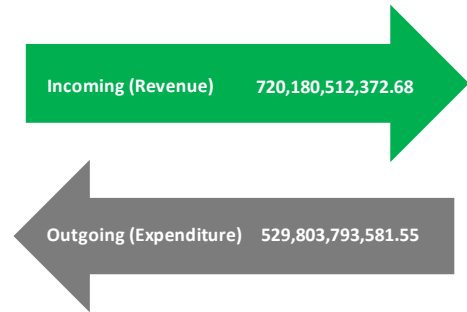 Incoming (Revenue) 720,180,512,372.68
Outgoing (Expenditure) 529,803,793,581.55